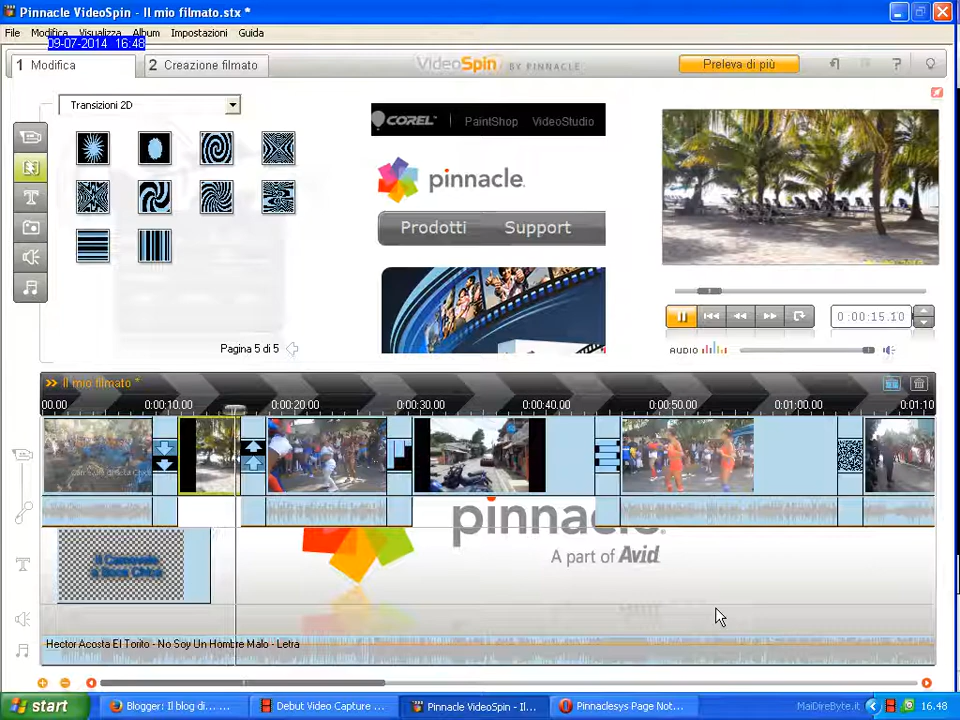 Pinnacle VideoSpin - Il mio filmato.stx *
File Modifica Visualizza Album Impostazioni Guida
09-07-2014 16:48
1 Modifica
2 Creazione filmato
VideoSpin BY PINNACLE
Preleva di più
?
Transizioni 2D
COREL PaintShop VideoStudio
pinnacle.
Prodotti Support
0:00:15.10
Pagina 5 di 5
AUDIO
Il mio filmato *
00.00 0:00:10.00 0:00:20.00 0:00:30.00 0:00:40.00 0:00:50.00 0:01:00.00 0:01:10
pinnacle
A part of Avid
Il Carnevale
a Boca Chica
Hector Acosta El Torito - No Soy Un Hombre Malo - Letra
start
Blogger: Il blog di...
Debut Video Capture ...
Pinnacle VideoSpin - Il...
Pinnaclesys Page Not...
MaiDireByte.it
16.48